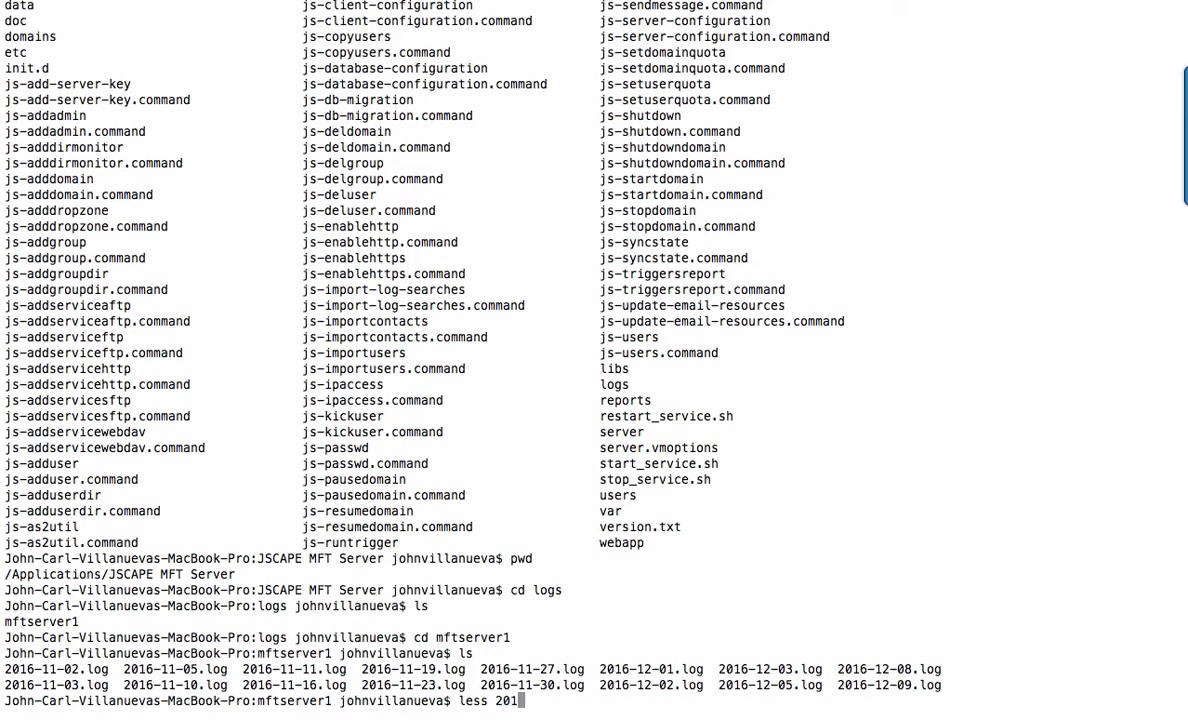 data js-client-configuration js-sendmessage.command
doc js-client-configuration.command js-server-configuration
domains js-copyusers js-server-configuration.command
etc js-copyusers.command js-setdomainquota
init.d js-database-configuration js-setdomainquota.command
js-add-server-key js-database-configuration.command js-setuserquota
js-add-server-key.command js-db-migration js-setuserquota.command
js-addadmin js-db-migration.command js-shutdown
js-addadmin.command js-deldomain js-shutdown.command
js-adddirmonitor js-deldomain.command js-shutdowndomain
js-adddirmonitor.command js-delgroup js-shutdowndomain.command
js-adddomain js-delgroup.command js-startdomain
js-adddomain.command js-deluser js-startdomain.command
js-adddropzone js-deluser.command js-stopdomain
js-adddropzone.command js-enablehttp js-stopdomain.command
js-addgroup js-enablehttp.command js-syncstate
js-addgroup.command js-enablehttps js-syncstate.command
js-addgroupdir js-enablehttps.command js-triggersreport
js-addgroupdir.command js-import-log-searches js-triggersreport.command
js-addserviceaftp js-import-log-searches.command js-update-email-resources
js-addserviceaftp.command js-importcontacts js-update-email-resources.command
js-addserviceftp js-importcontacts.command js-users
js-addserviceftp.command js-importusers js-users.command
js-addservicehttp js-importusers.command libs
js-addservicehttp.command js-ipaccess logs
js-addservicesftp js-ipaccess.command reports
js-addservicesftp.command js-kickuser restart_service.sh
js-addservicewebdav js-kickuser.command server
js-addservicewebdav.command js-passwd server.vmoptions
js-adduser js-passwd.command start_service.sh
js-adduser.command js-pausedomain stop_service.sh
js-adduserdir js-pausedomain.command users
js-adduserdir.command js-resumedomain var
js-as2util js-resumedomain.command version.txt
js-as2util.command js-runtrigger webapp
John-Carl-Villanuevas-MacBook-Pro:JSCAPE MFT Server johnvillanueva$ pwd
/Applications/JSCAPE MFT Server
John-Carl-Villanuevas-MacBook-Pro:JSCAPE MFT Server johnvillanueva$ cd logs
John-Carl-Villanuevas-MacBook-Pro:logs johnvillanueva$ ls
mftserver1
John-Carl-Villanuevas-MacBook-Pro:logs johnvillanueva$ cd mftserver1
John-Carl-Villanuevas-MacBook-Pro:mftserver1 johnvillanueva$ ls
2016-11-02.log 2016-11-05.log 2016-11-11.log 2016-11-19.log 2016-11-27.log 2016-12-01.log 2016-12-03.log 2016-12-08.log
2016-11-03.log 2016-11-10.log 2016-11-16.log 2016-11-23.log 2016-11-30.log 2016-12-02.log 2016-12-05.log 2016-12-09.log
John-Carl-Villanuevas-MacBook-Pro:mftserver1 johnvillanueva$ less 201